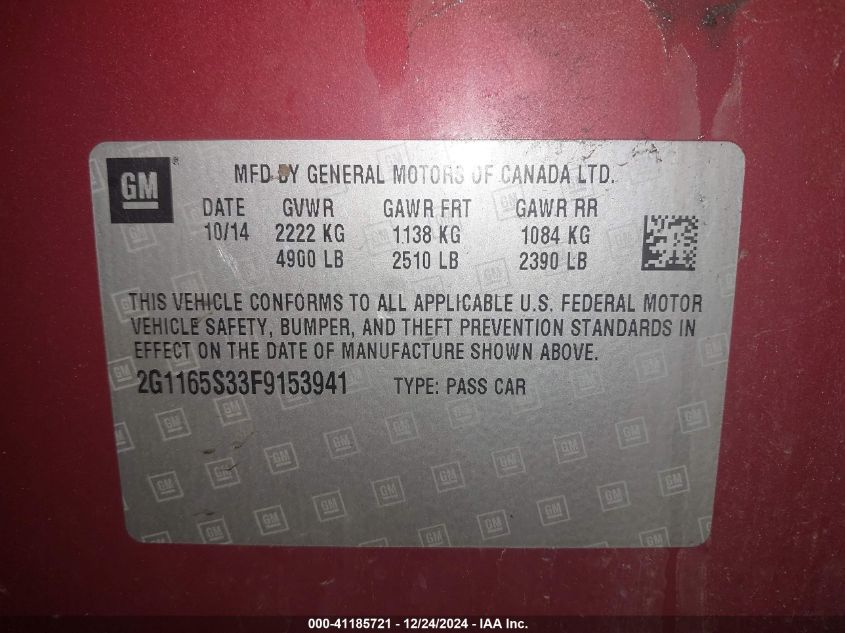 GM
MFD BY GENERAL MOTORS OF CANADA LTD.
DATE GVWR GAWR FRT GAWR RR
10/14 2222 KG 1138 KG 1084 KG
4900 LB 2510 LB 2390 LB
THIS VEHICLE CONFORMS TO ALL APPLICABLE U.S. FEDERAL MOTOR
VEHICLE SAFETY, BUMPER, AND THEFT PREVENTION STANDARDS IN
EFFECT ON THE DATE OF MANUFACTURE SHOWN ABOVE.
2G1165S33F9153941 TYPE: PASS CAR
000-41185721 - 12/24/2024 - IAA Inc.